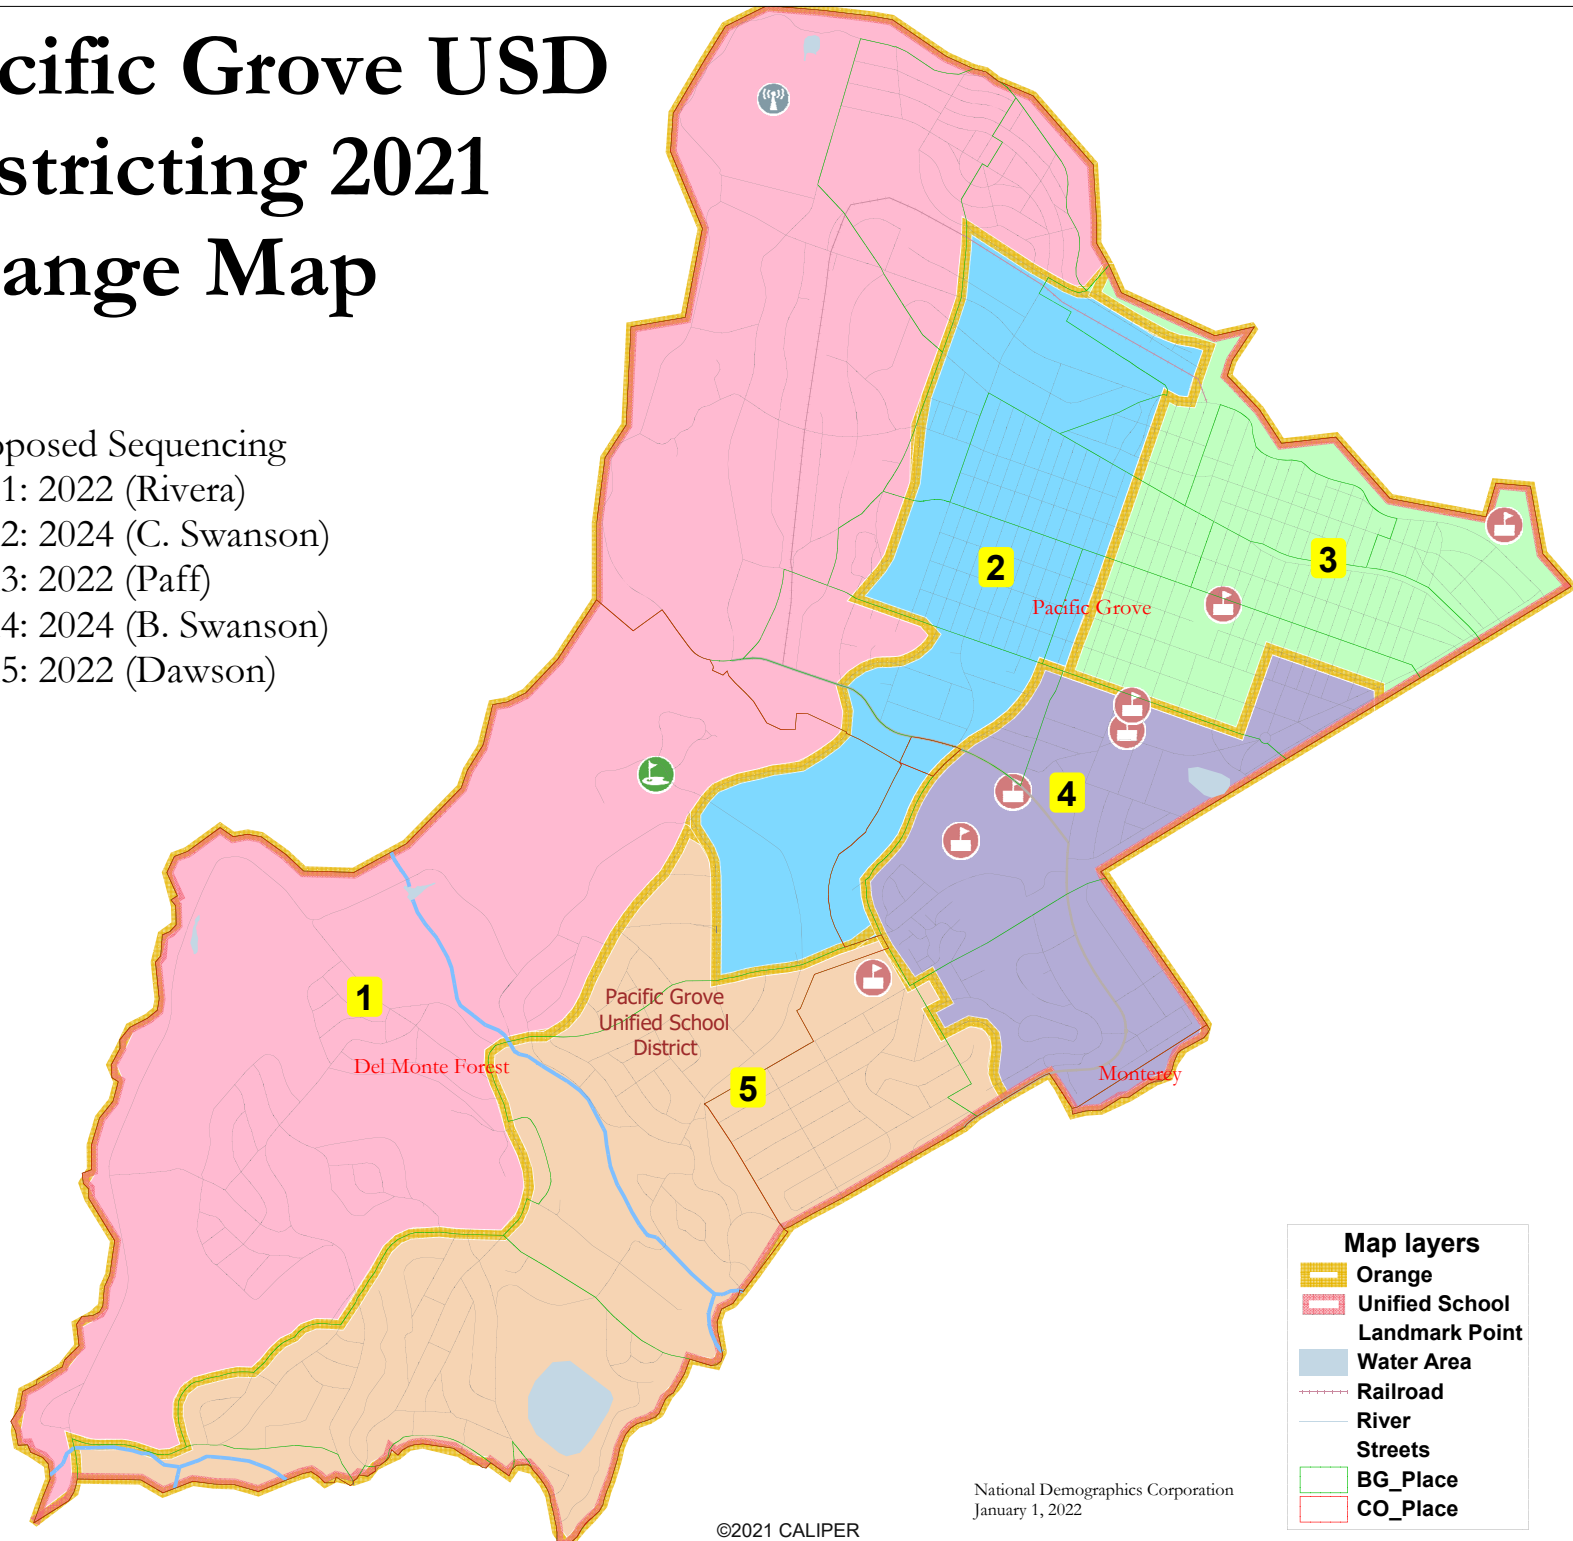 cific Grove USD
stricting 2021
ange Map
oposed Sequencing
1: 2022 (Rivera)
2: 2024 (C. Swanson)
3: 2022 (Paff)
4: 2024 (B. Swanson)
5: 2022 (Dawson)
2
3
Pacific Grove
4
1
Pacific Grove
Unified School
District
Del Monte Forest
5
Monterey
Map layers
Orange
Unified School
Landmark Point
Water Area
Railroad
River
Streets
BG_Place
CO_Place
National Demographics Corporation
January 1, 2022
©2021 CALIPER